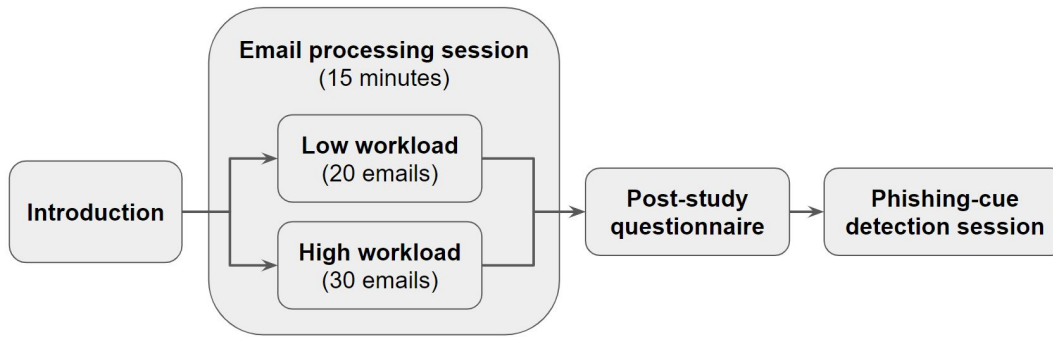 Email processing session
(15 minutes)
Low workload
(20 emails)
Introduction
High workload
(30 emails)
Post-study
questionnaire
Phishing-cue
detection session